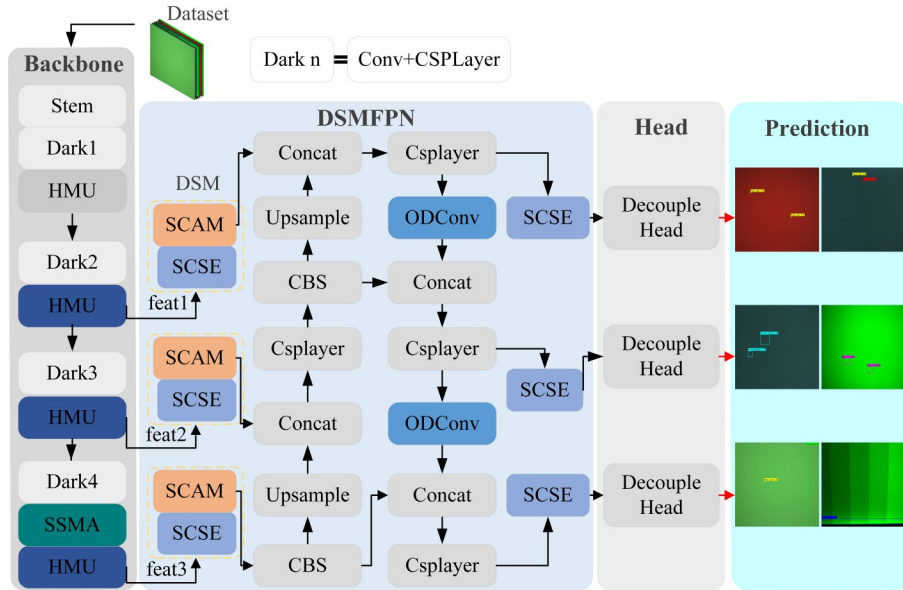 Dataset
Dark n = Conv+CSPLayer
Backbone
Stem
Dark1
HMU
Dark2
HMU
Dark3
HMU
Dark4
SSMA
HMU
feat1
feat2
feat3
DSMFPN
DSM
SCAM
SCSE
SCAM
SCSE
SCAM
SCSE
Concat
Upsample
CBS
Csplayer
Concat
Upsample
CBS
Csplayer
ODConv
Concat
Csplayer
ODConv
Concat
Csplayer
SCSE
SCSE
SCSE
Head
Decouple
Head
Decouple
Head
Decouple
Head
Prediction